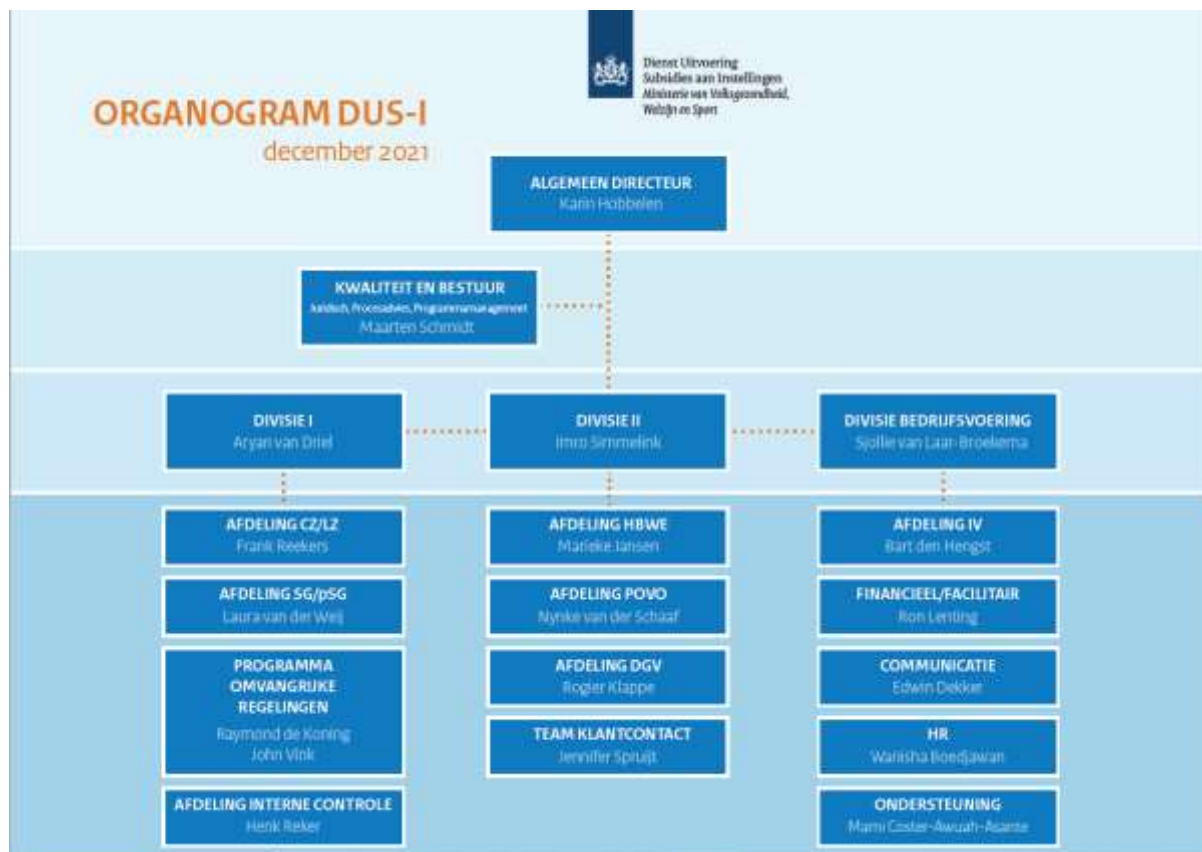 Dienst Uitvoering
Subsidies aan Instellingen
Ministerie van Volksgezondheid,
Welzijn en Sport
ORGANOGRAM DUS-I
december 2021
ALGEMEEN DIRECTEUR
Karin Hobbelen
KWALITEIT EN BESTUUR
Juridisch, Procesadvies, Programmamanagement
Maarten Schmidt
DIVISIE I
Aryan van Driel
DIVISIE II
Imro Simmelink
DIVISIE BEDRIJFSVOERING
Sjollie van Laar-Broekema
AFDELING CZ/LZ
Frank Reekers
AFDELING SG/pSG
Laura van der Weij
PROGRAMMA
OMVANGRIJKE
REGELINGEN
Raymond de Koning
John Vink
AFDELING INTERNE CONTROLE
Henk Reker
AFDELING HBWE
Marieke Jansen
AFDELING POVO
Nynke van der Schaaf
AFDELING DGV
Rogier Klappe
TEAM KLANTCONTACT
Jennifer Spruijt
AFDELING IV
Bart den Hengst
FINANCIEEL/FACILITAIR
Ron Lenting
COMMUNICATIE
Edwin Dekker
HR
Wanisha Boedjawan
ONDERSTEUNING
Mami Coster-Awuah-Asante